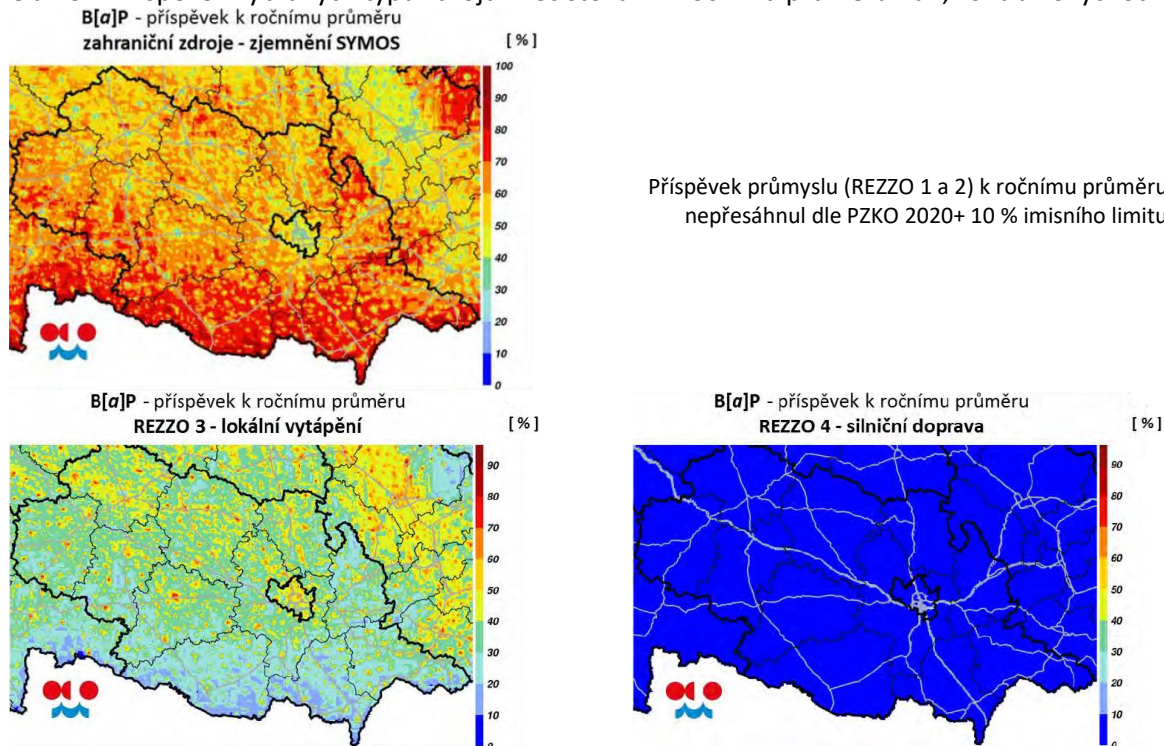 B[a]P - příspěvek k ročnímu průměru
zahraniční zdroje - zjemnění SYMOS
[ % ]
100
90
80
70
60
50
40
30
20
10
0
Příspěvek průmyslu (REZZO 1 a 2) k ročnímu průměru
nepřesáhnul dle PZKO 2020+ 10 % imisního limitu
B[a]P - příspěvek k ročnímu průměru
REZZO 3 - lokální vytápění
[ % ]
90
80
70
60
50
40
30
20
10
0
B[a]P - příspěvek k ročnímu průměru
REZZO 4 - silniční doprava
[ % ]
90
80
70
60
50
40
30
20
10
0